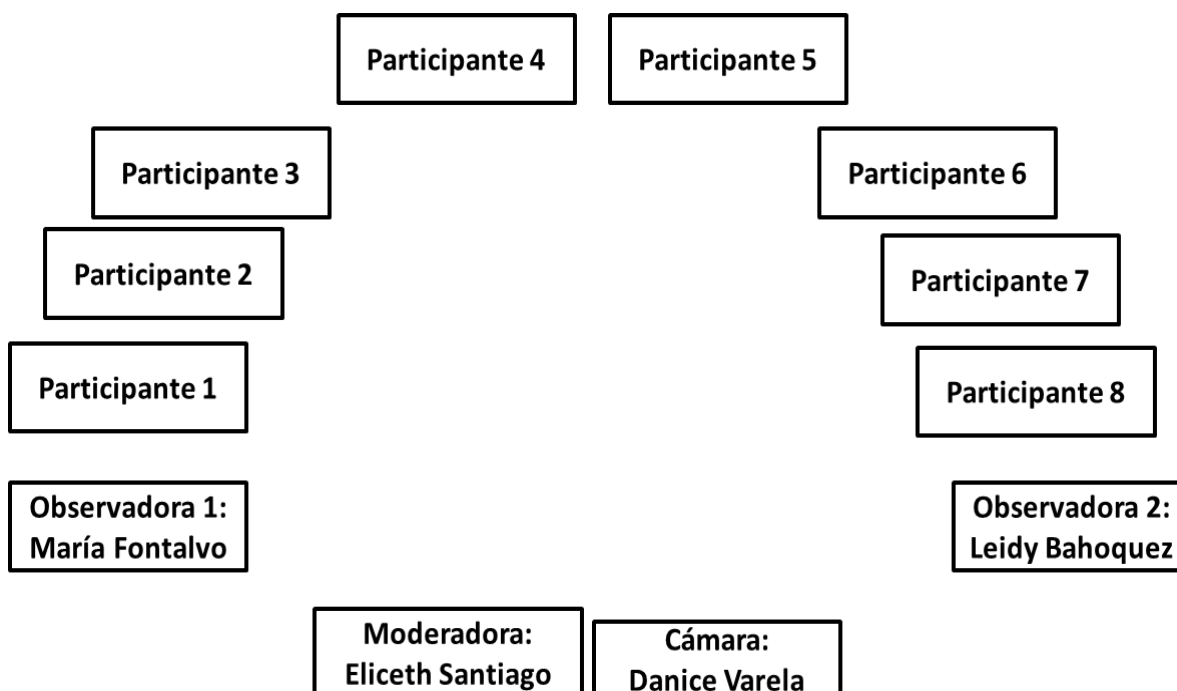 Participante 4
Participante 5
Participante 3
Participante 6
Participante 2
Participante 7
Participante 1
Participante 8
Observadora 1:
María Fontalvo
Observadora 2:
Leidy Bahoquez
Moderadora:
Eliceth Santiago
Cámara:
Danice Varela